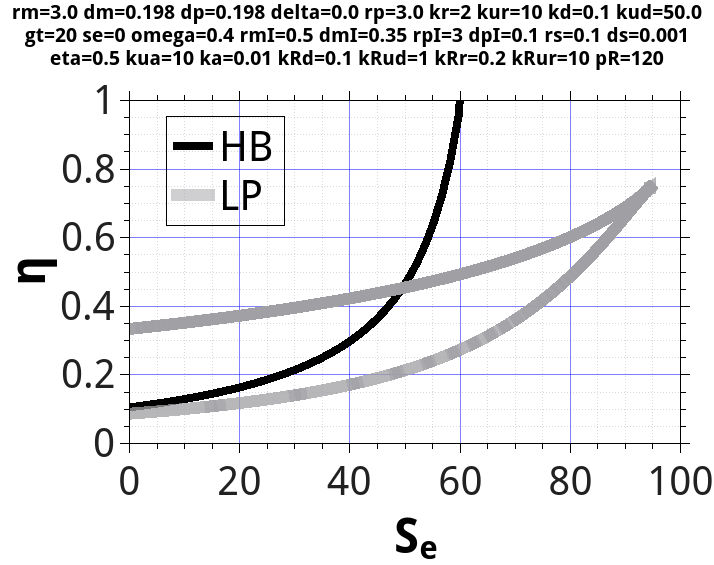 rm=3.0 dm=0.198 dp=0.198 delta=0.0 rp=3.0 kr=2 kur=10 kd=0.1 kud=50.0
gt=20 se=0 omega=0.4 rmI=0.5 dmI=0.35 rpI=3 dpI=0.1 rs=0.1 ds=0.001
eta=0.5 kua=10 ka=0.01 kRd=0.1 kRud=1 kRr=0.2 kRur=10 pR=120
1
HB
0.8
LP
0.6
η
0.4
0.2
0
0 20 40 60 80 100
Se